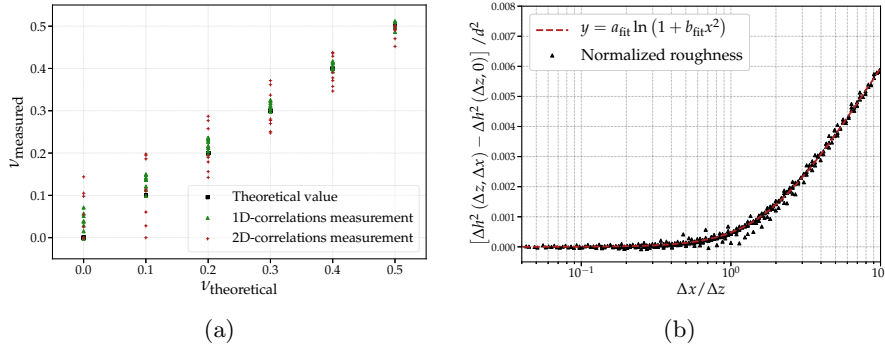 0.5
0.4
0.3
0.2
0.1
0.0
ν_measured
0.0 0.1 0.2 0.3 0.4 0.5
ν_theoretical
Theoretical value
1D-correlations measurement
2D-correlations measurement
(a)
0.008
0.007
0.006
0.005
0.004
0.003
0.002
0.001
0.000
[Δh² (Δz, Δx) − Δh² (Δz, 0)] / d²
10⁻¹ 10⁰ 10
Δx/Δz
y = a_fit ln (1 + b_fit x²)
Normalized roughness
(b)